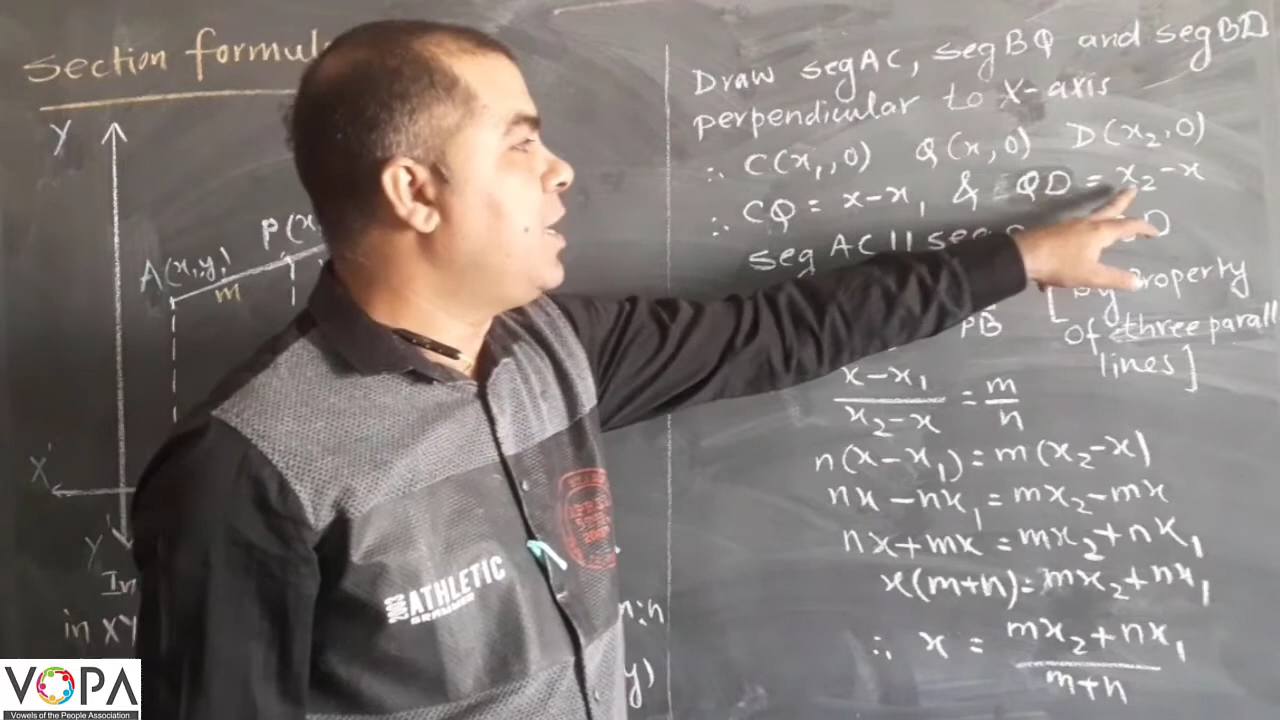 Section formul
Y
P(x
A(x,y,)
m
X'
Y'
In
in XY
m:n
y)
Draw seg AC, seg BQ and seg BD
perpendicular to X-axis
∴ C(x₁,0) Q(x,0) D(x₂,0)
∴ CQ = x-x₁ & QD = x₂-x
seg AC || seg D
[By Property
PB Of three parall
lines]
x-x₁/x₂-x = m/n
n(x-x₁) = m(x₂-x)
nx-nx₁ = mx₂-mx
nx+mx = mx₂+nx₁
x(m+n) = mx₂+nx₁
∴ x = mx₂+nx₁/m+n
ATHLETIC
VOPA
Vowels of the People Association